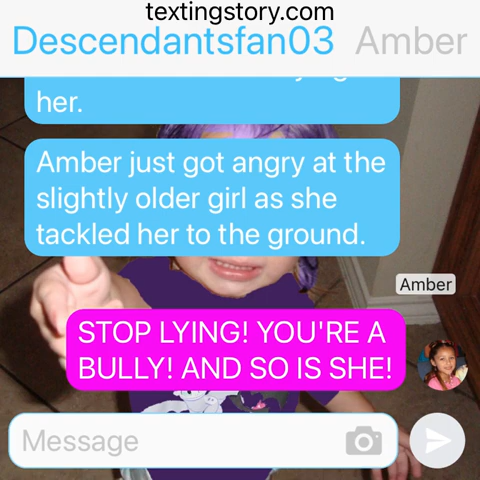 textingstory.com
Descendantsfan03 Amber
her.
Amber just got angry at the
slightly older girl as she
tackled her to the ground.
Amber
STOP LYING! YOU'RE A
BULLY! AND SO IS SHE!
Message